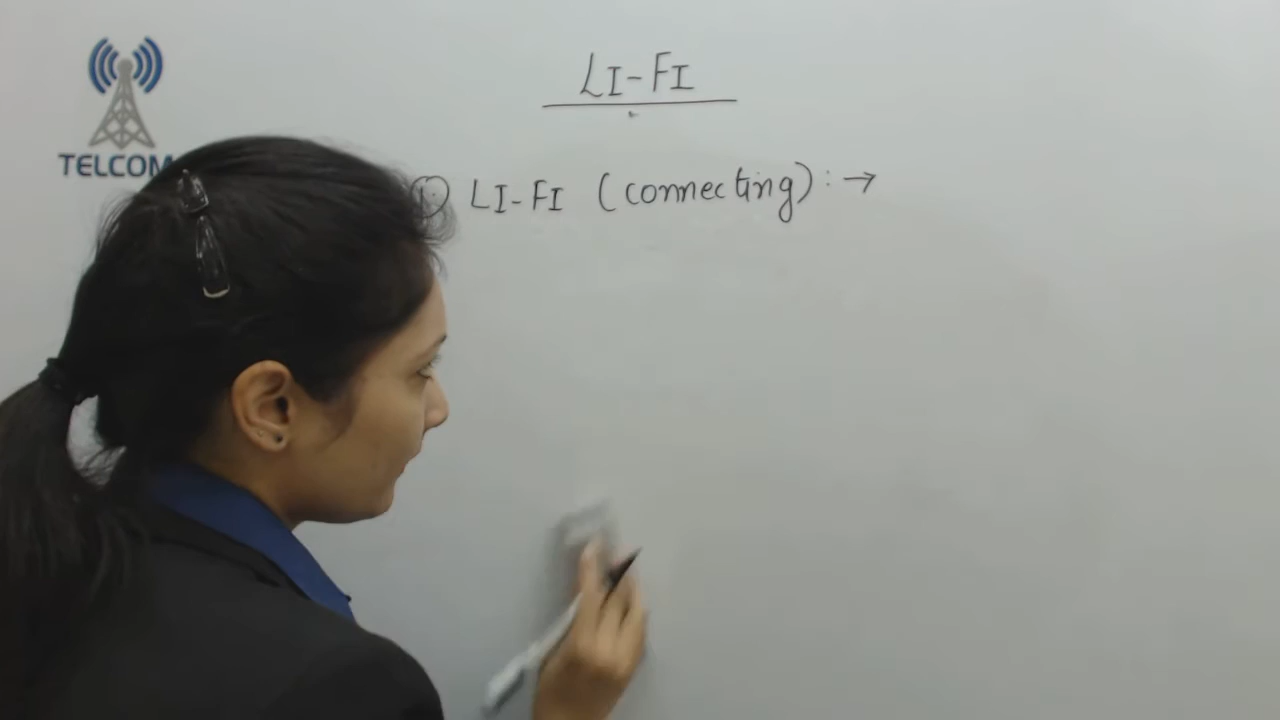 LI-FI
TELCOM
① LI-FI (connecting) : →